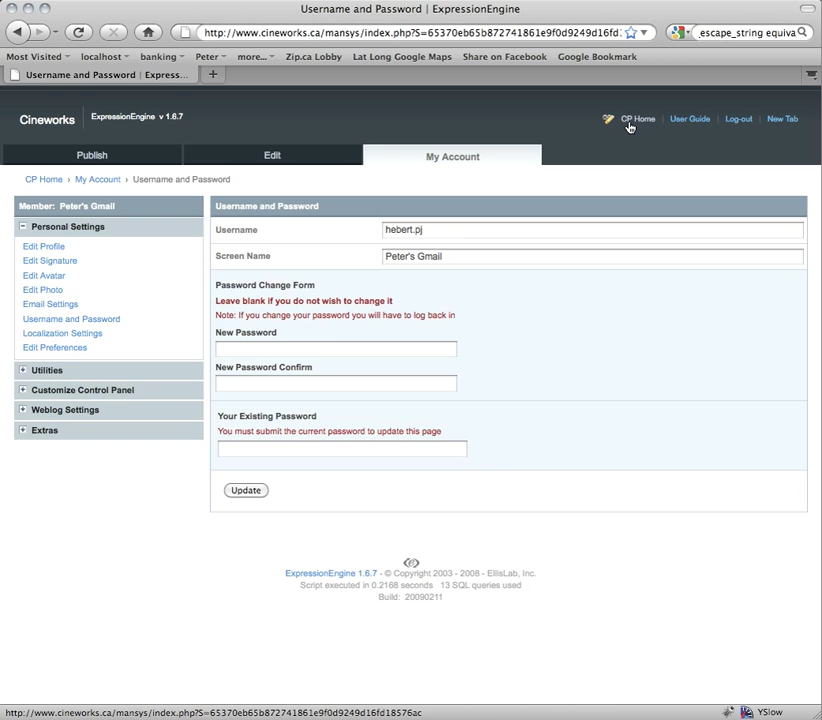 Username and Password | ExpressionEngine
http://www.cineworks.ca/mansys/index.php?S=65370eb65b872741861e9f0d9249d16fd1
_escape_string equiva
Most Visited localhost banking Peter more... Zip.ca Lobby Lat Long Google Maps Share on Facebook Google Bookmark
Username and Password | Express...
Cineworks ExpressionEngine v 1.6.7 CP Home | User Guide | Log-out | New Tab
Publish Edit My Account
CP Home › My Account › Username and Password
Member: Peter's Gmail
Personal Settings
Edit Profile
Edit Signature
Edit Avatar
Edit Photo
Email Settings
Username and Password
Localization Settings
Edit Preferences
Utilities
Customize Control Panel
Weblog Settings
Extras
Username and Password
Username hebert.pj
Screen Name Peter's Gmail
Password Change Form
Leave blank if you do not wish to change it
Note: If you change your password you will have to log back in
New Password
New Password Confirm
Your Existing Password
You must submit the current password to update this page
Update
ExpressionEngine 1.6.7 - © Copyright 2003 - 2008 - EllisLab, Inc.
Script executed in 0.2168 seconds 13 SQL queries used
Build: 20090211
http://www.cineworks.ca/mansys/index.php?S=65370eb65b872741861e9f0d9249d16fd18576ac
YSlow